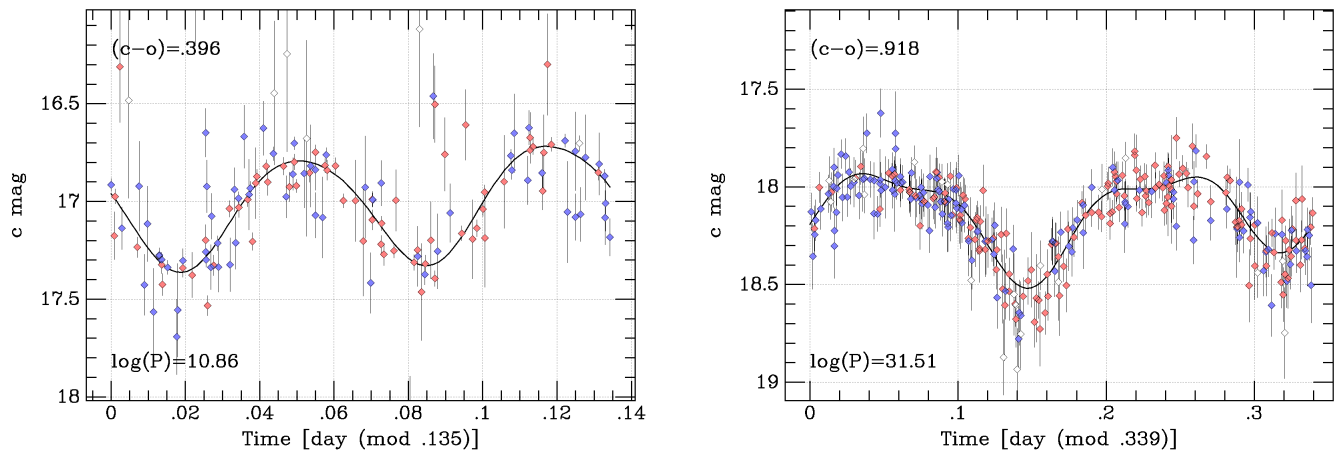 (c−o)=.396
16.5
17
17.5
18
c mag
log(P)=10.86
0 .02 .04 .06 .08 .1 .12 .14
Time [day (mod .135)]
(c−o)=.918
17.5
18
18.5
19
c mag
log(P)=31.51
0 .1 .2 .3
Time [day (mod .339)]